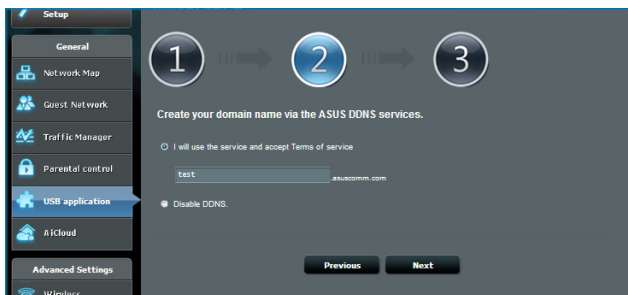 Setup
General
Network Map
Guest Network
Traffic Manager
Parental control
USB application
AiCloud
Advanced Settings
Wireless
1
2
3
Create your domain name via the ASUS DDNS services.
I will use the service and accept Terms of service
test .asuscomm.com
Disable DDNS.
Previous
Next